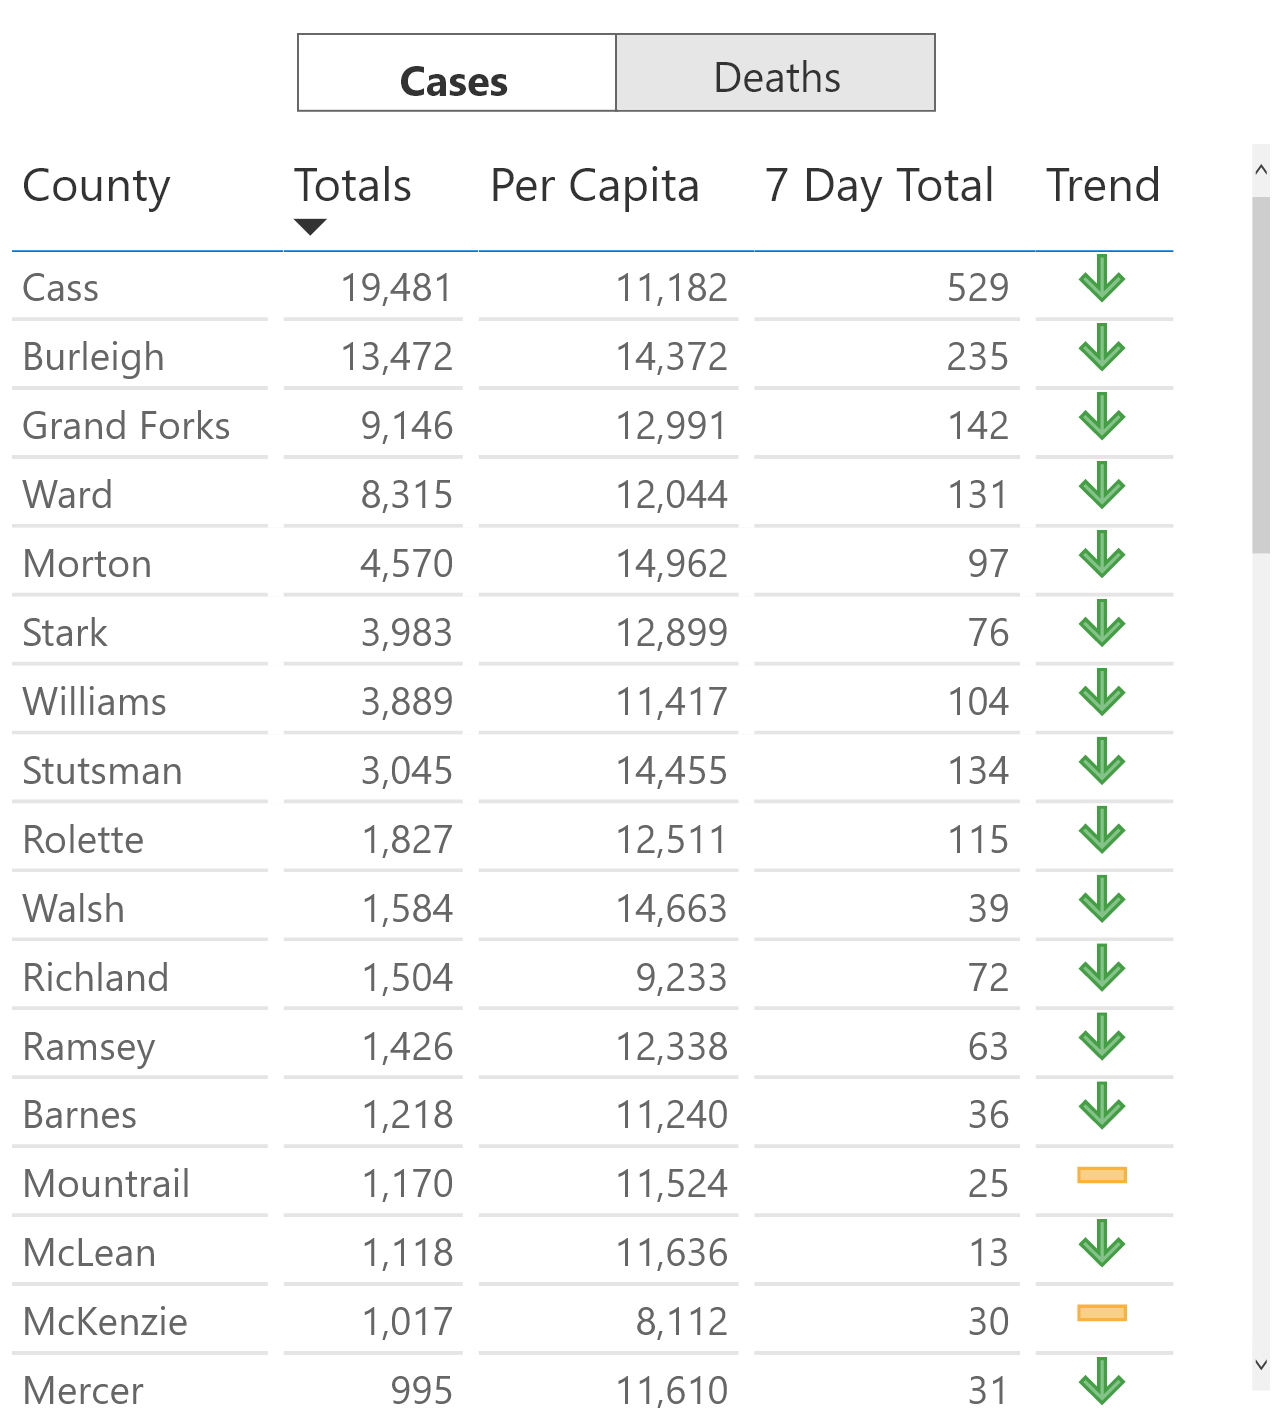 Cases Deaths
County Totals Per Capita 7 Day Total Trend
Cass 19,481 11,182 529
Burleigh 13,472 14,372 235
Grand Forks 9,146 12,991 142
Ward 8,315 12,044 131
Morton 4,570 14,962 97
Stark 3,983 12,899 76
Williams 3,889 11,417 104
Stutsman 3,045 14,455 134
Rolette 1,827 12,511 115
Walsh 1,584 14,663 39
Richland 1,504 9,233 72
Ramsey 1,426 12,338 63
Barnes 1,218 11,240 36
Mountrail 1,170 11,524 25
McLean 1,118 11,636 13
McKenzie 1,017 8,112 30
Mercer 995 11,610 31